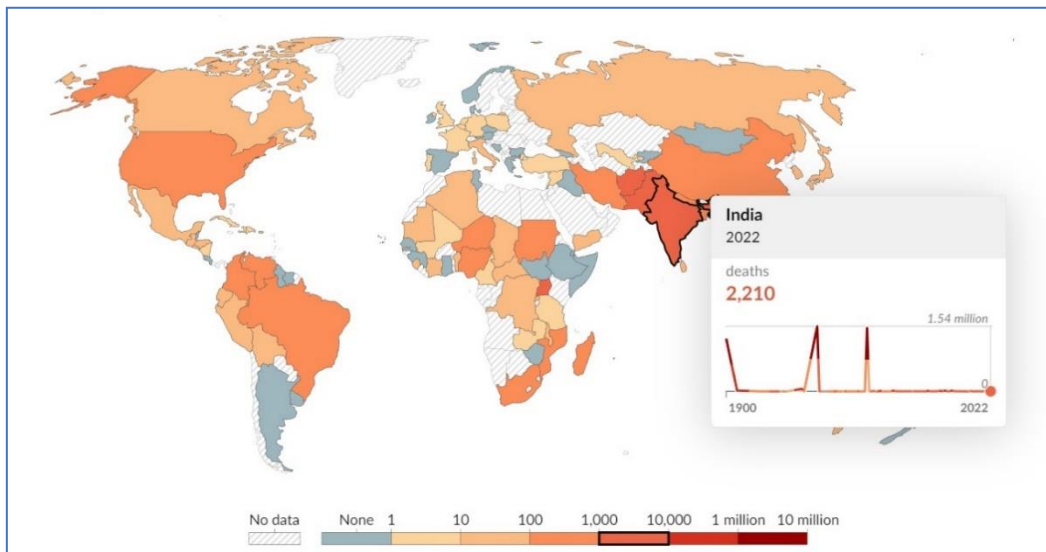 India
2022
deaths
2,210
1.54 million
0
1900 2022
No data None 1 10 100 1,000 10,000 1 million 10 million